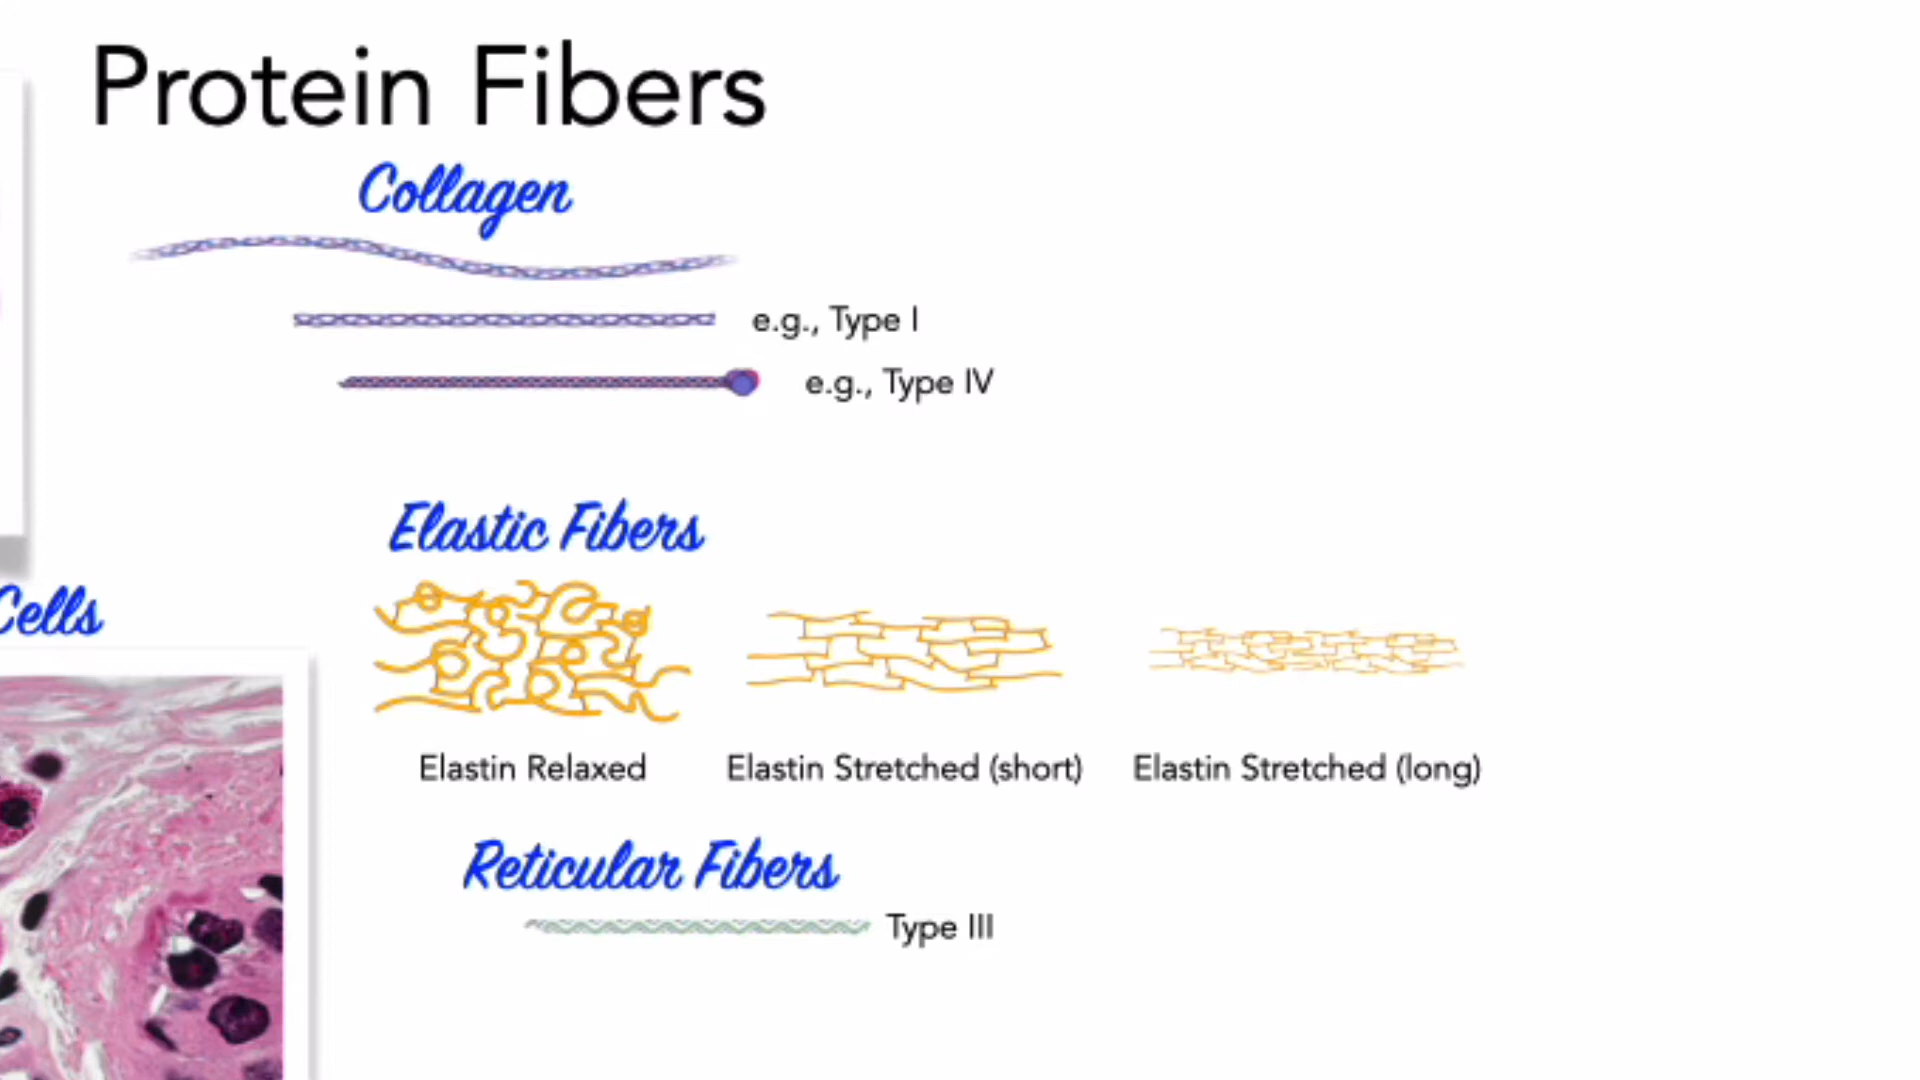 Protein Fibers
Collagen
e.g., Type I
e.g., Type IV
Elastic Fibers
Cells
Elastin Relaxed
Elastin Stretched (short)
Elastin Stretched (long)
Reticular Fibers
Type III